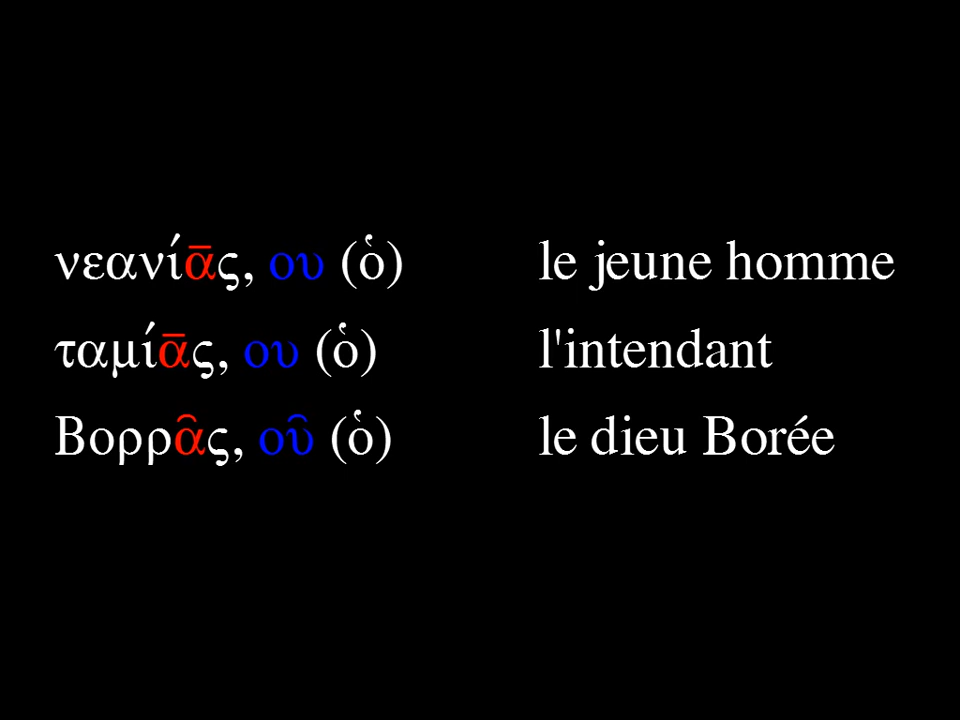 νεανίᾱς, ου (ὁ) le jeune homme
ταμίᾱς, ου (ὁ) l'intendant
Βορρᾶς, οῦ (ὁ) le dieu Borée